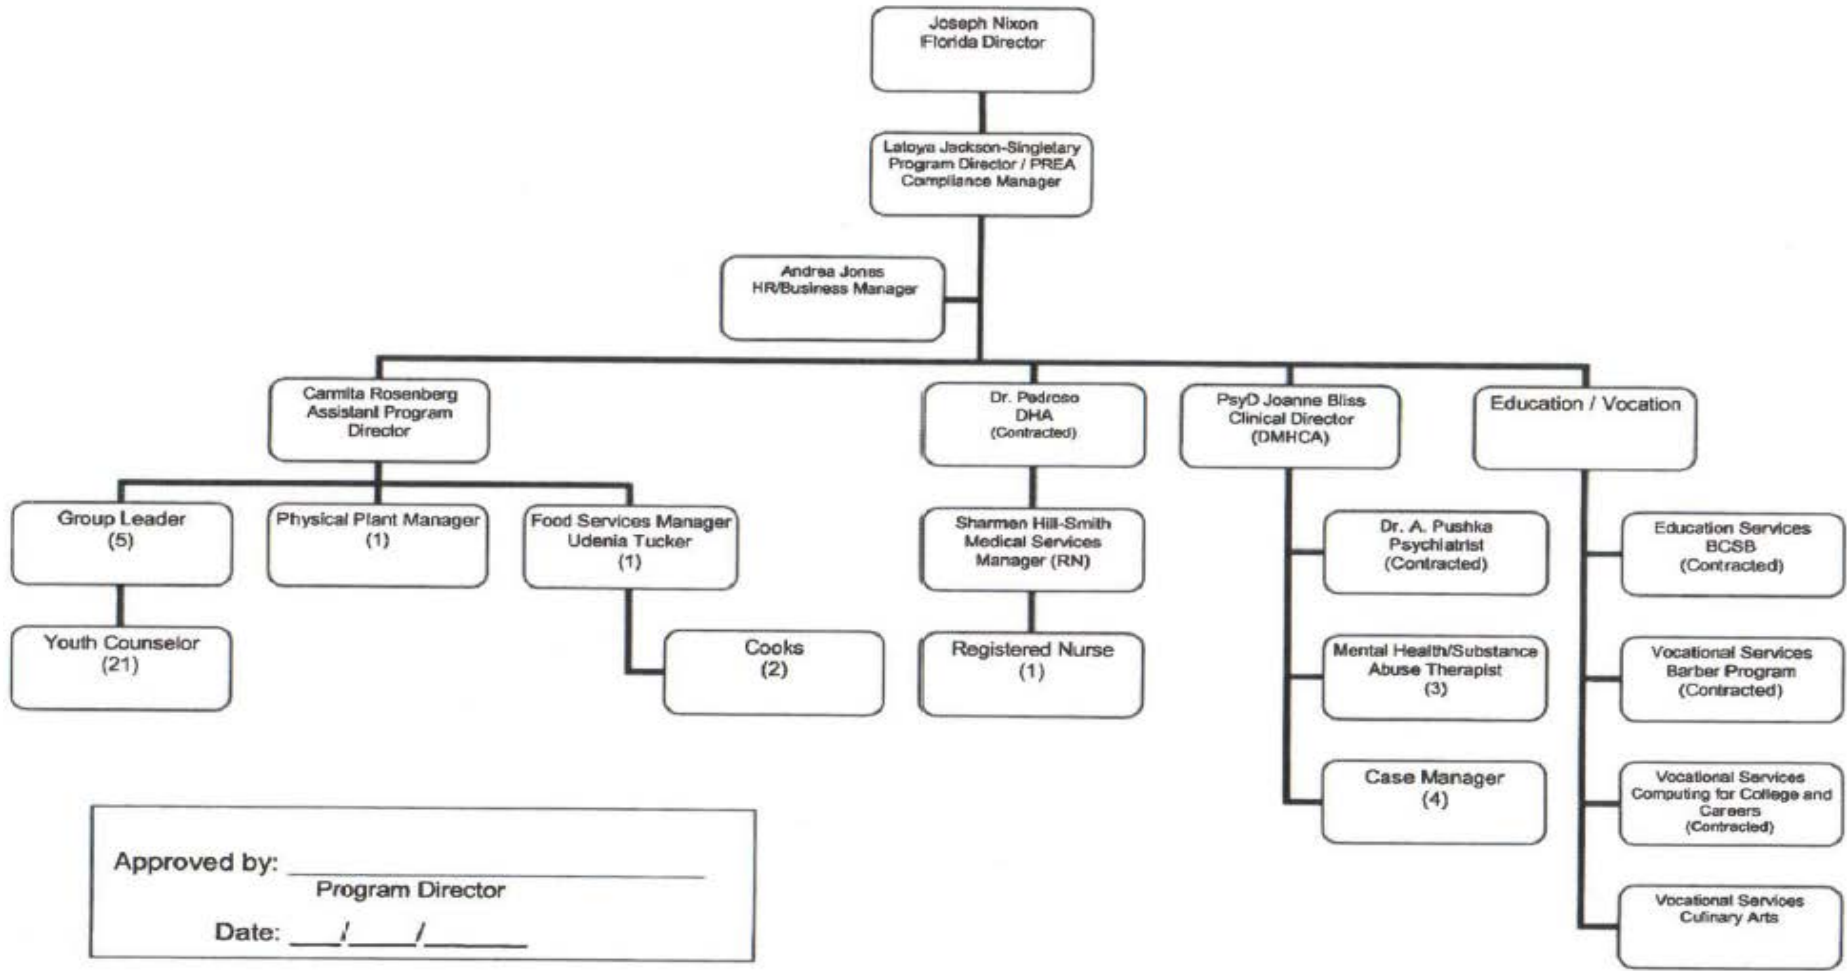 Joseph Nixon
Florida Director
Latoya Jackson-Singletary
Program Director / PREA
Compliance Manager
Andrea Jones
HR/Business Manager
Carmita Rosenberg
Assistant Program
Director
Dr. Pedroso
DHA
(Contracted)
PsyD Joanne Bliss
Clinical Director
(DMHCA)
Education / Vocation
Group Leader
(5)
Physical Plant Manager
(1)
Food Services Manager
Udenia Tucker
(1)
Sharmen Hill-Smith
Medical Services
Manager (RN)
Dr. A. Pushka
Psychiatrist
(Contracted)
Education Services
BCSB
(Contracted)
Youth Counselor
(21)
Cooks
(2)
Registered Nurse
(1)
Mental Health/Substance
Abuse Therapist
(3)
Vocational Services
Barber Program
(Contracted)
Case Manager
(4)
Vocational Services
Computing for College and
Careers
(Contracted)
Vocational Services
Culinary Arts
Approved by: ____________________
Program Director
Date: ___/____/______